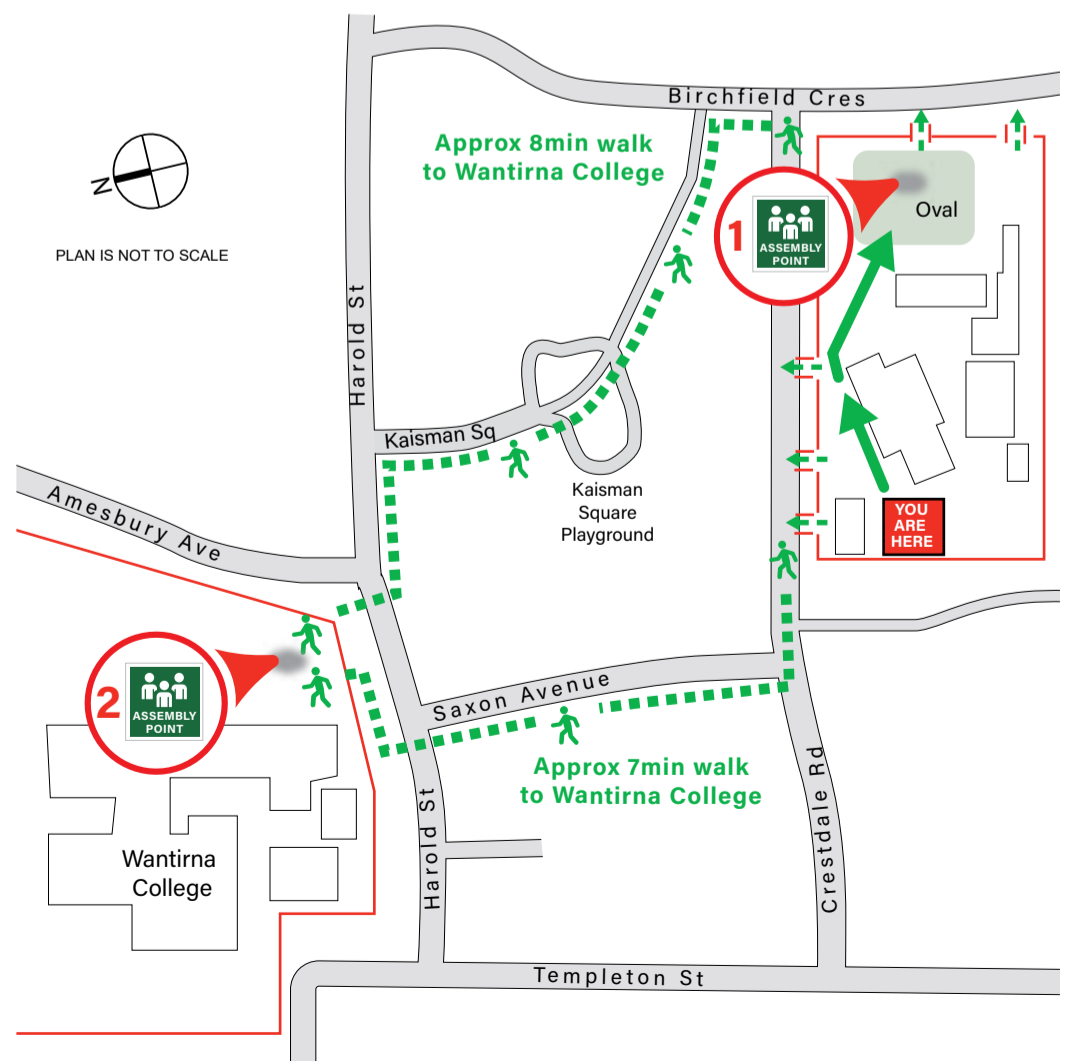 Birchfield Cres
Approx 8min walk
to Wantirna College
N
PLAN IS NOT TO SCALE
1
ASSEMBLY
POINT
Oval
Harold St
Kaisman Sq
Kaisman
Square
Playground
YOU
ARE
HERE
Amesbury Ave
2
ASSEMBLY
POINT
Saxon Avenue
Approx 7min walk
to Wantirna College
Harold St
Crestdale Rd
Wantirna
College
Templeton St